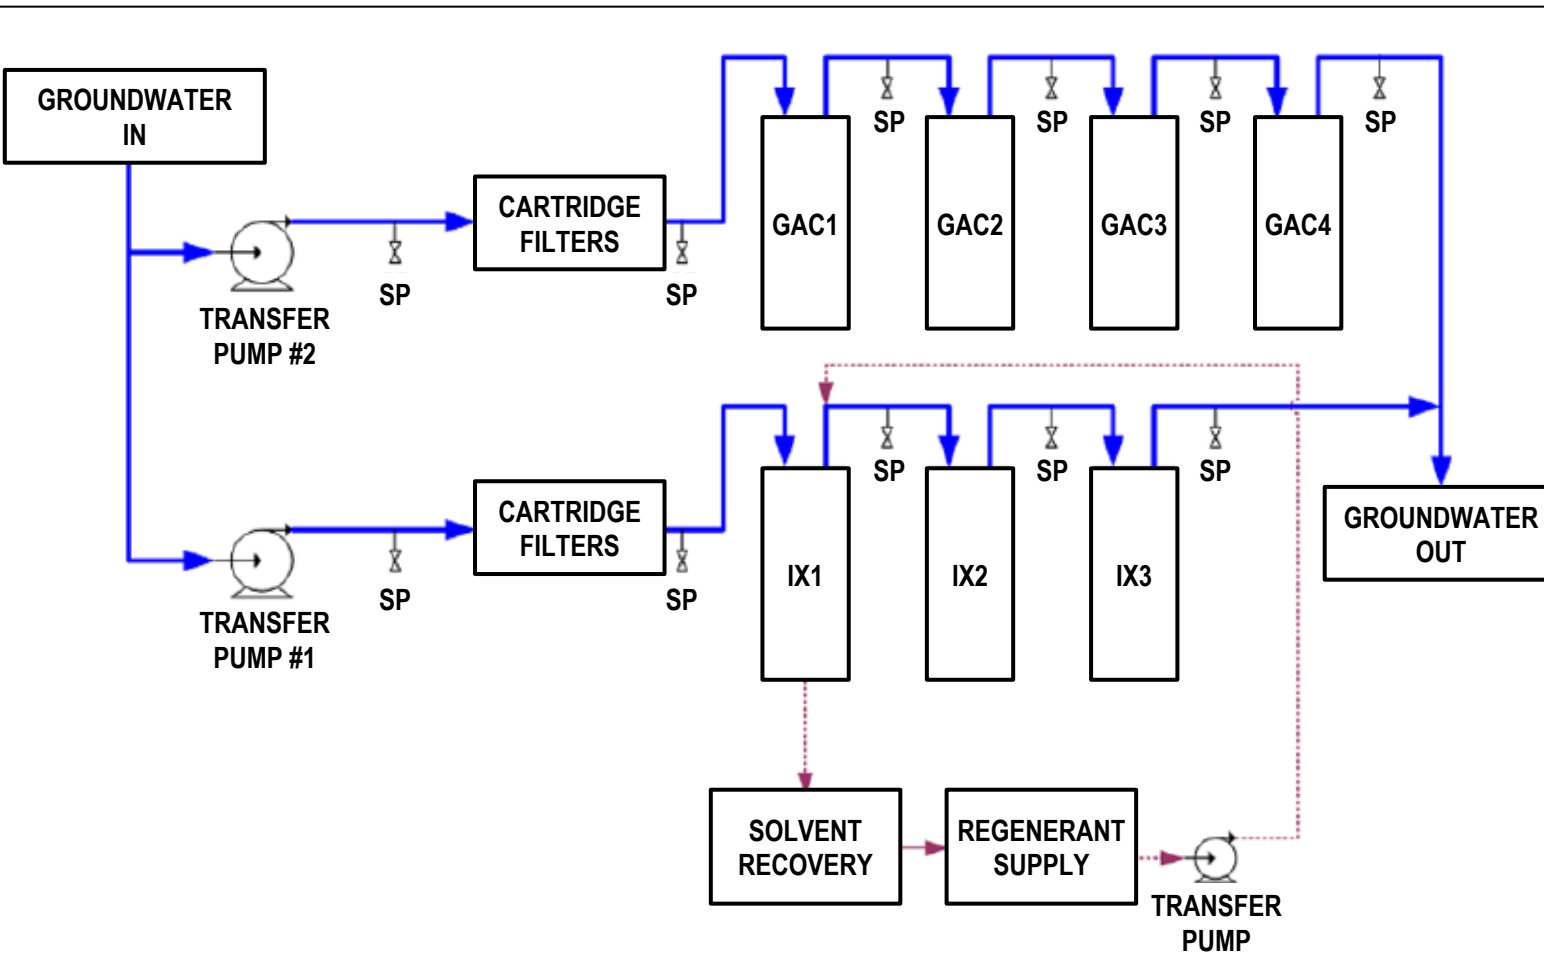 GROUNDWATER
IN
TRANSFER
PUMP #2
SP
CARTRIDGE
FILTERS
SP
GAC1
SP
GAC2
SP
GAC3
SP
GAC4
SP
TRANSFER
PUMP #1
SP
CARTRIDGE
FILTERS
SP
IX1
SP
IX2
SP
IX3
SP
GROUNDWATER
OUT
SOLVENT
RECOVERY
REGENERANT
SUPPLY
TRANSFER
PUMP